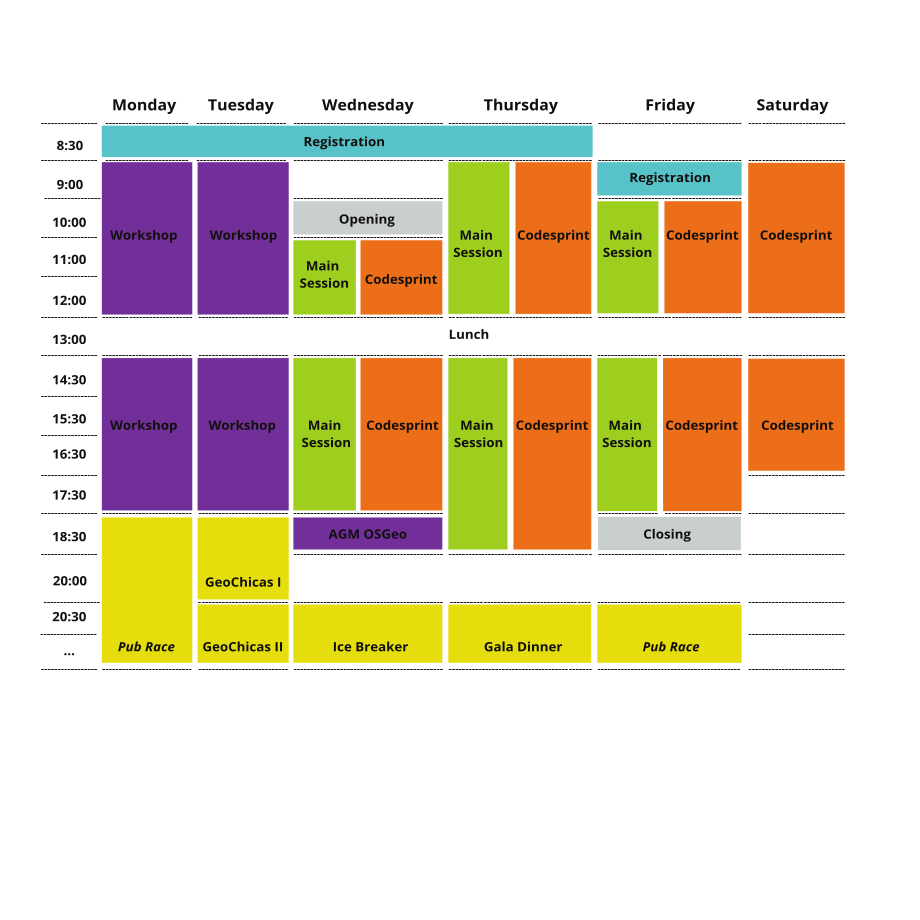 Monday Tuesday Wednesday Thursday Friday Saturday
8:30 Registration
9:00 Registration
10:00 Opening
Workshop Workshop Main Codesprint Main Codesprint Codesprint
Session Session
11:00
Main
Session Codesprint
12:00
13:00 Lunch
14:30
15:30
Workshop Workshop Main Codesprint Main Codesprint Main Codesprint Codesprint
Session Session Session
16:30
17:30
18:30 AGM OSGeo Closing
20:00 GeoChicas I
20:30
... Pub Race GeoChicas II Ice Breaker Gala Dinner Pub Race